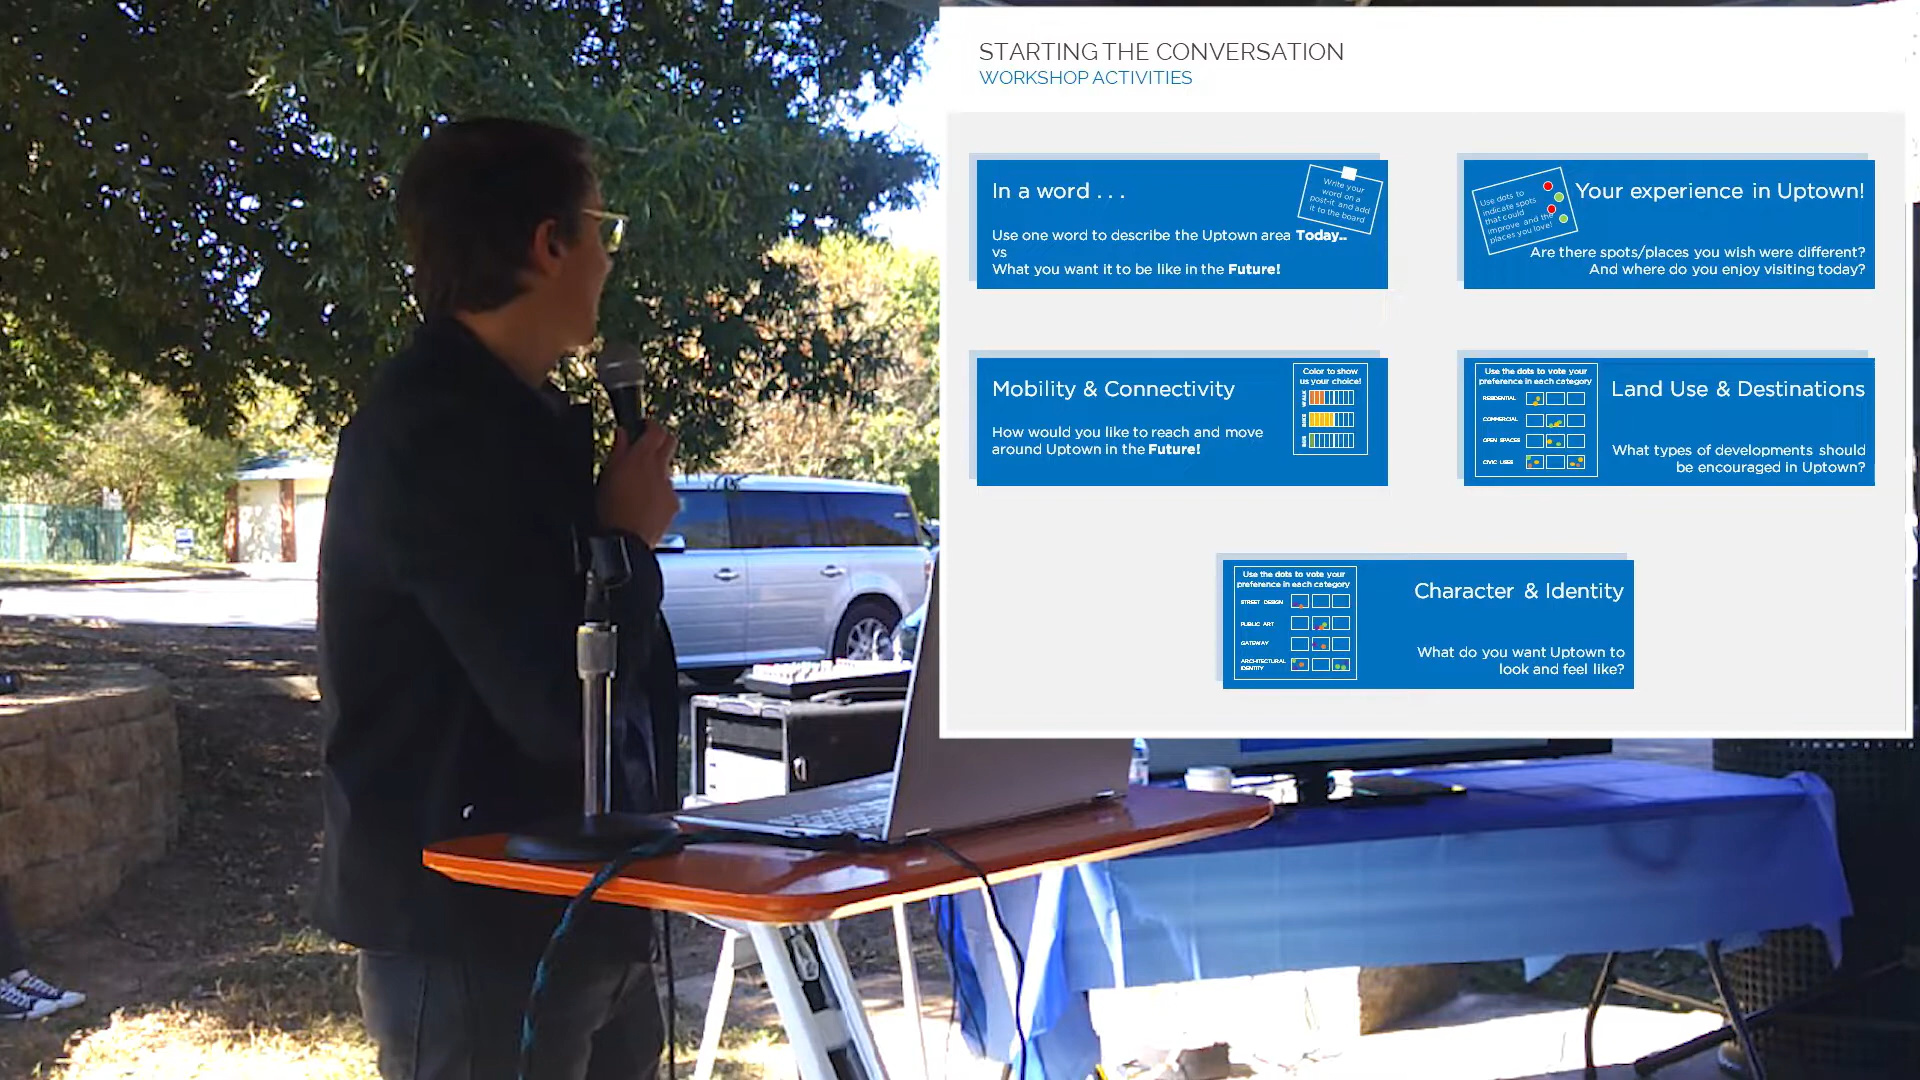 STARTING THE CONVERSATION
WORKSHOP ACTIVITIES
In a word . . .
Write your
word on a
post-it and add
it to the board
Use one word to describe the Uptown area Today..
vs
What you want it to be like in the Future!
Use dots to
indicate spots
that could
improve and the
places you love!
Your experience in Uptown!
Are there spots/places you wish were different?
And where do you enjoy visiting today?
Mobility & Connectivity
Color to show
us your choice!
How would you like to reach and move
around Uptown in the Future!
Use the dots to vote your
preference in each category
RESIDENTIAL
COMMERCIAL
OPEN SPACES
CIVIC USES
Land Use & Destinations
What types of developments should
be encouraged in Uptown?
Use the dots to vote your
preference in each category
STREET DESIGN
PUBLIC ART
GATEWAY
ARCHITECTURAL
IDENTITY
Character & Identity
What do you want Uptown to
look and feel like?